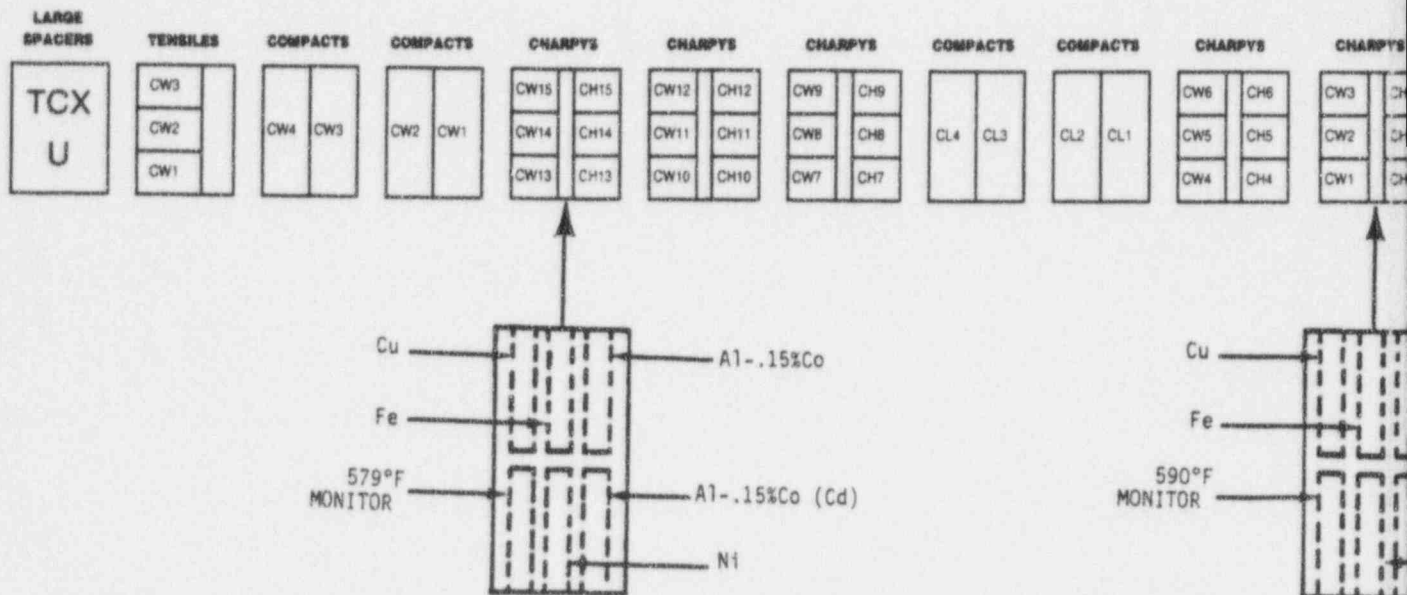 LARGE SPACERS
TENSILES
COMPACTS
COMPACTS
CHARPYS
CHARPYS
CHARPYS
COMPACTS
COMPACTS
CHARPYS
CHARPYS
TCX
U
CW3
CW2
CW1
CW4 CW3
CW2 CW1
CW15 CH15
CW14 CH14
CW13 CH13
CW12 CH12
CW11 CH11
CW10 CH10
CW9 CH9
CW8 CH8
CW7 CH7
CL4 CL3
CL2 CL1
CW6 CH6
CW5 CH5
CW4 CH4
CW3
CW2
CW1
Cu
Al-.15%Co
Fe
579°F
MONITOR
Al-.15%Co (Cd)
Ni
Cu
Fe
590°F
MONITOR